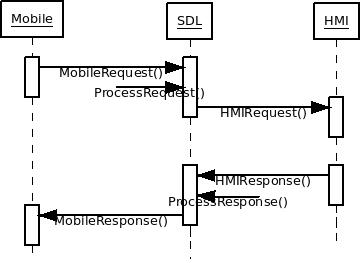 Mobile SDL HMI
MobileRequest()
ProcessRequest()
HMIRequest()
HMIResponse()
ProcessResponse()
MobileResponse()